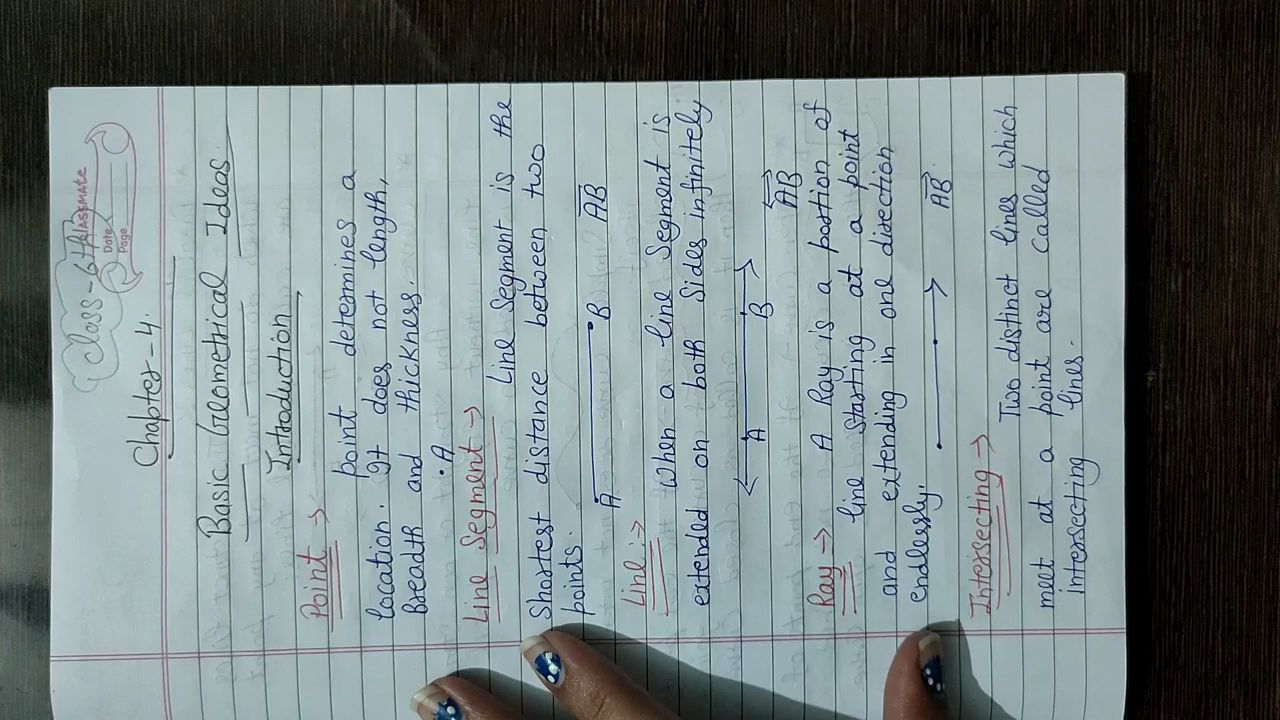 Class-6th
classmate
Date
Page
Chapter-4.
Basic Geometrical Ideas.
Introduction
Point →
point determines a
location. It does not length,
Breadth and thickness.
. A
Line Segment →
Line Segment is the
Shortest distance between two
points.
A B AB
Line :→
When a line Segment is
extended on both Sides infinitely
A B AB
Ray → A Ray is a portion of
line Starting at a point
and extending in one direction
endlessly.
AB
Intersecting →
Two distinct lines which
meet at a point are called
intersecting lines.